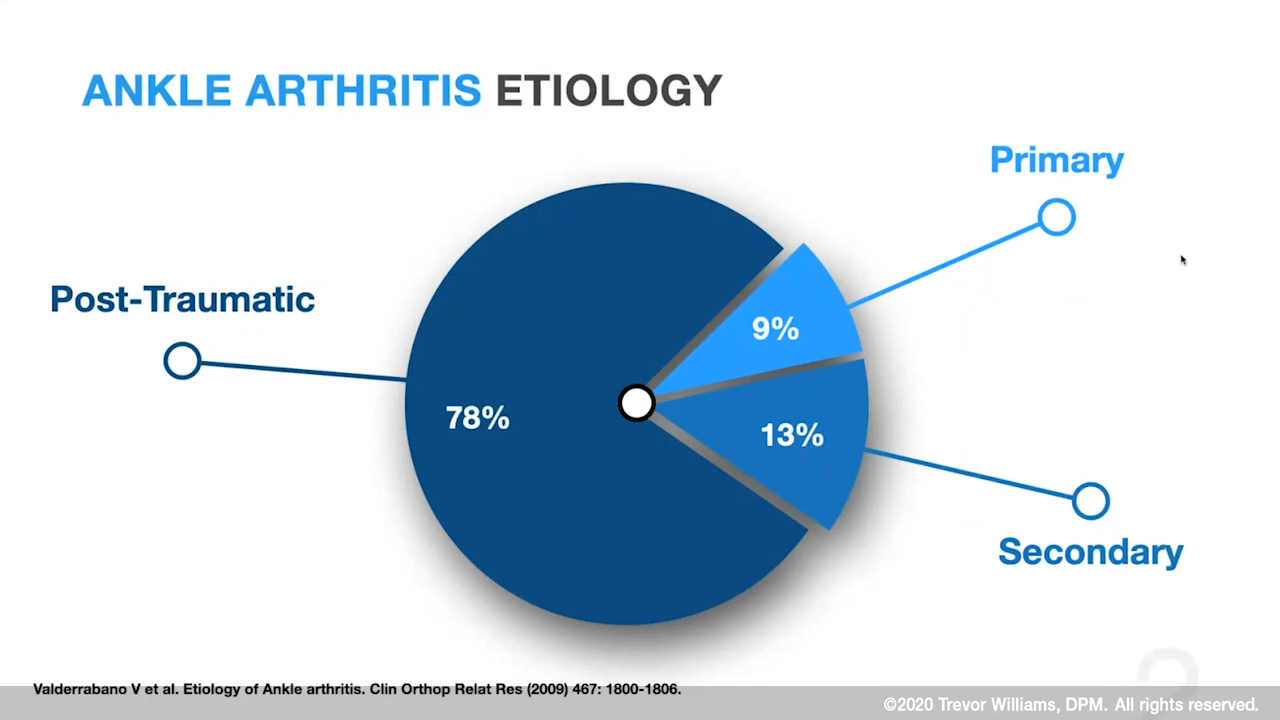 ANKLE ARTHRITIS ETIOLOGY
Primary
Post-Traumatic
9%
78%
13%
Secondary
Valderrabano V et al. Etiology of Ankle arthritis. Clin Orthop Relat Res (2009) 467: 1800-1806.
©2020 Trevor Williams, DPM. All rights reserved.